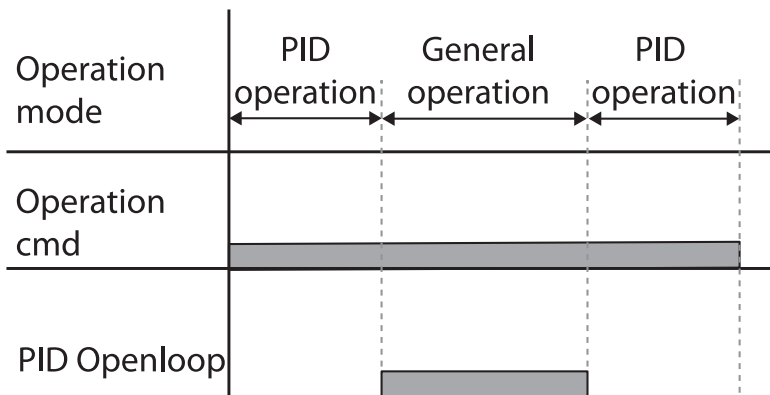 PID
operation
General
operation
PID
operation
Operation
mode
Operation
cmd
PID Openloop